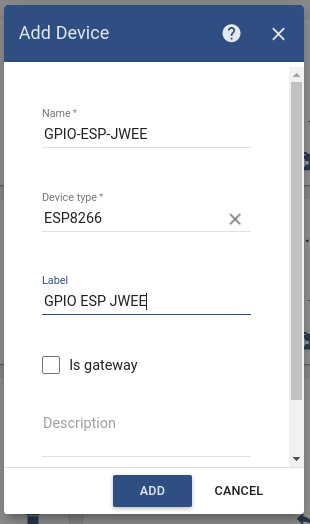 Add Device
Name *
GPIO-ESP-JWEE
Device type *
ESP8266
Label
GPIO ESP JWEE
Is gateway
Description
ADD CANCEL